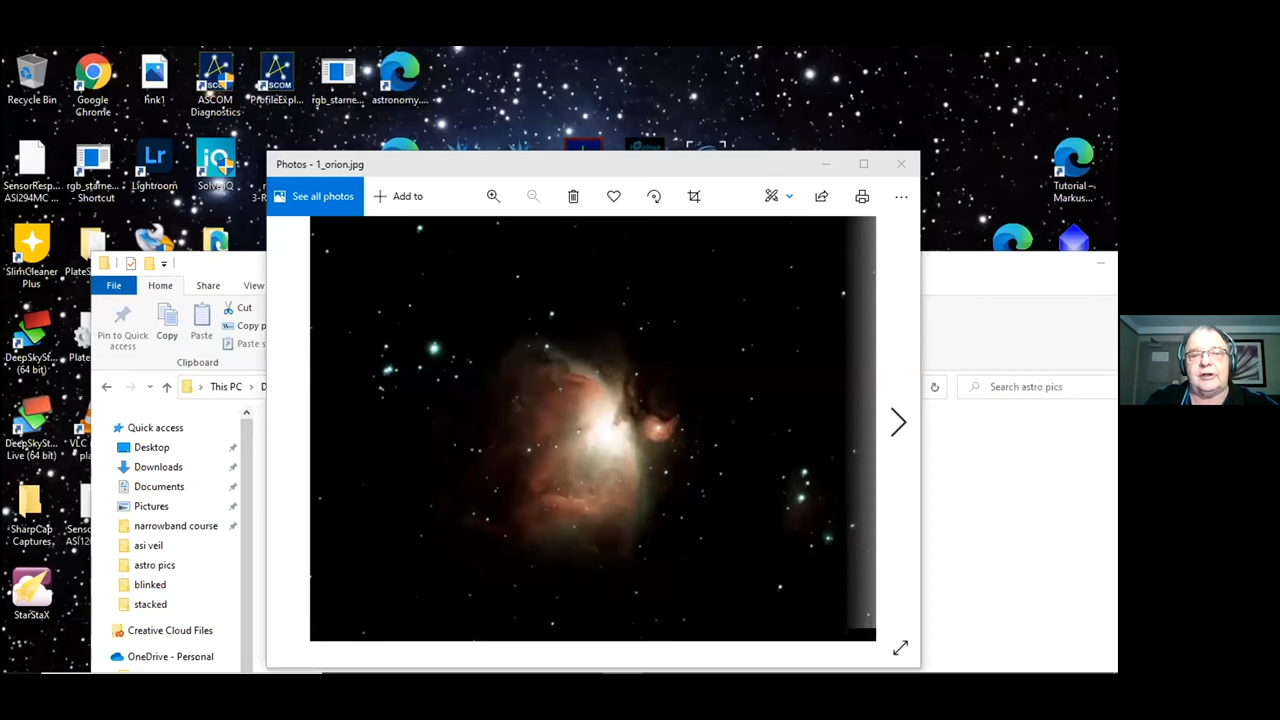 Recycle Bin
Google
Chrome
ASCOM
Diagnostics
ProfileExpl...
rgb_starne...
astronomy....
SensorResp...
ASI294MC ...
rgb_starne...
- Shortcut
Lr
Lightroom
Tutorial –
Markus...
Photos - 1_orion.jpg
See all photos
Add to
SlimCleaner
Plus
File
Home
Share
View
Cut
Copy p
Paste s
Pin to Quick
access
Copy
Paste
Clipboard
DeepSkySt...
(64 bit)
This PC
Search astro pics
DeepSkySt...
Live (64 bit)
Quick access
Desktop
Downloads
Documents
Pictures
narrowband course
asi veil
astro pics
blinked
stacked
Creative Cloud Files
OneDrive - Personal
SharpCap
Captures
StarStaX